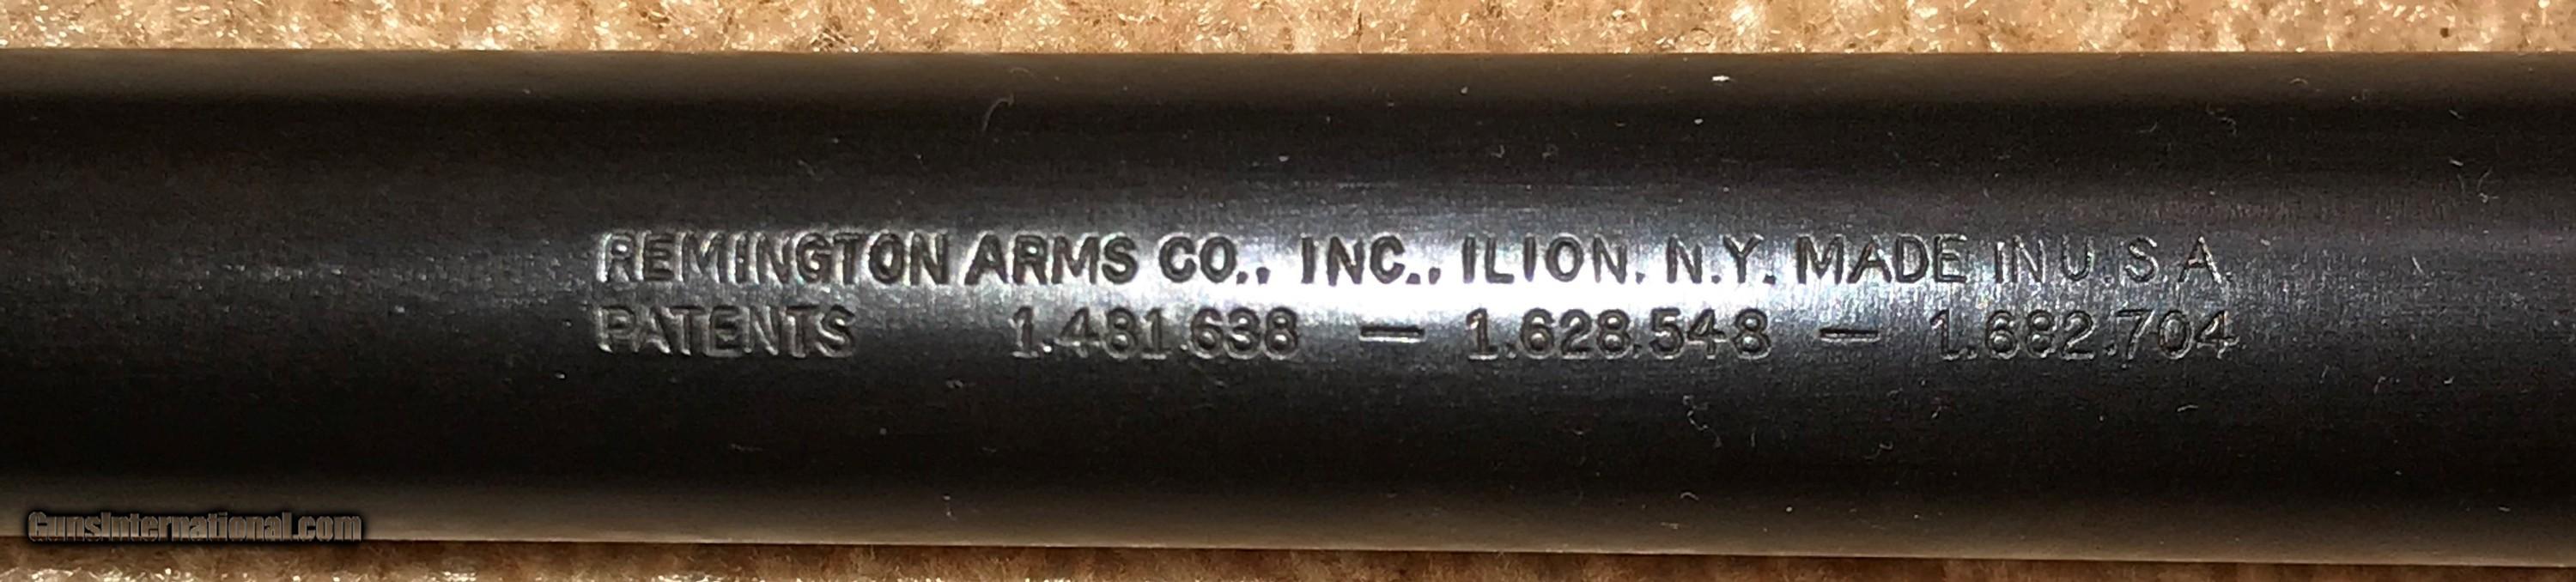 REMINGTON ARMS CO., INC., ILION, N.Y. MADE IN U.S.A.
PATENTS 1.481.638 — 1.628.548 — 1.682.704
GunsInternational.com